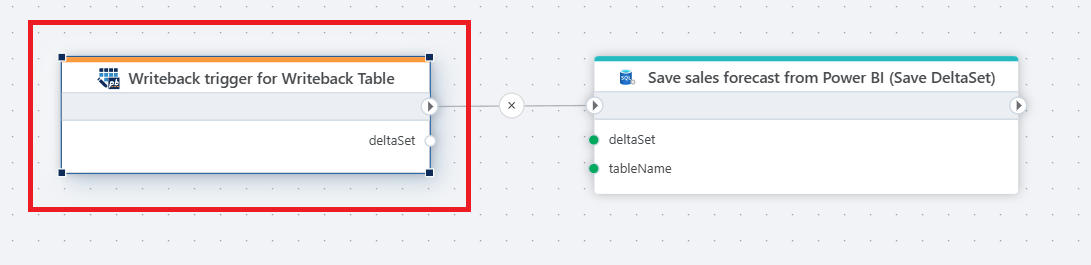 Writeback trigger for Writeback Table
deltaSet
Save sales forecast from Power BI (Save DeltaSet)
deltaSet
tableName